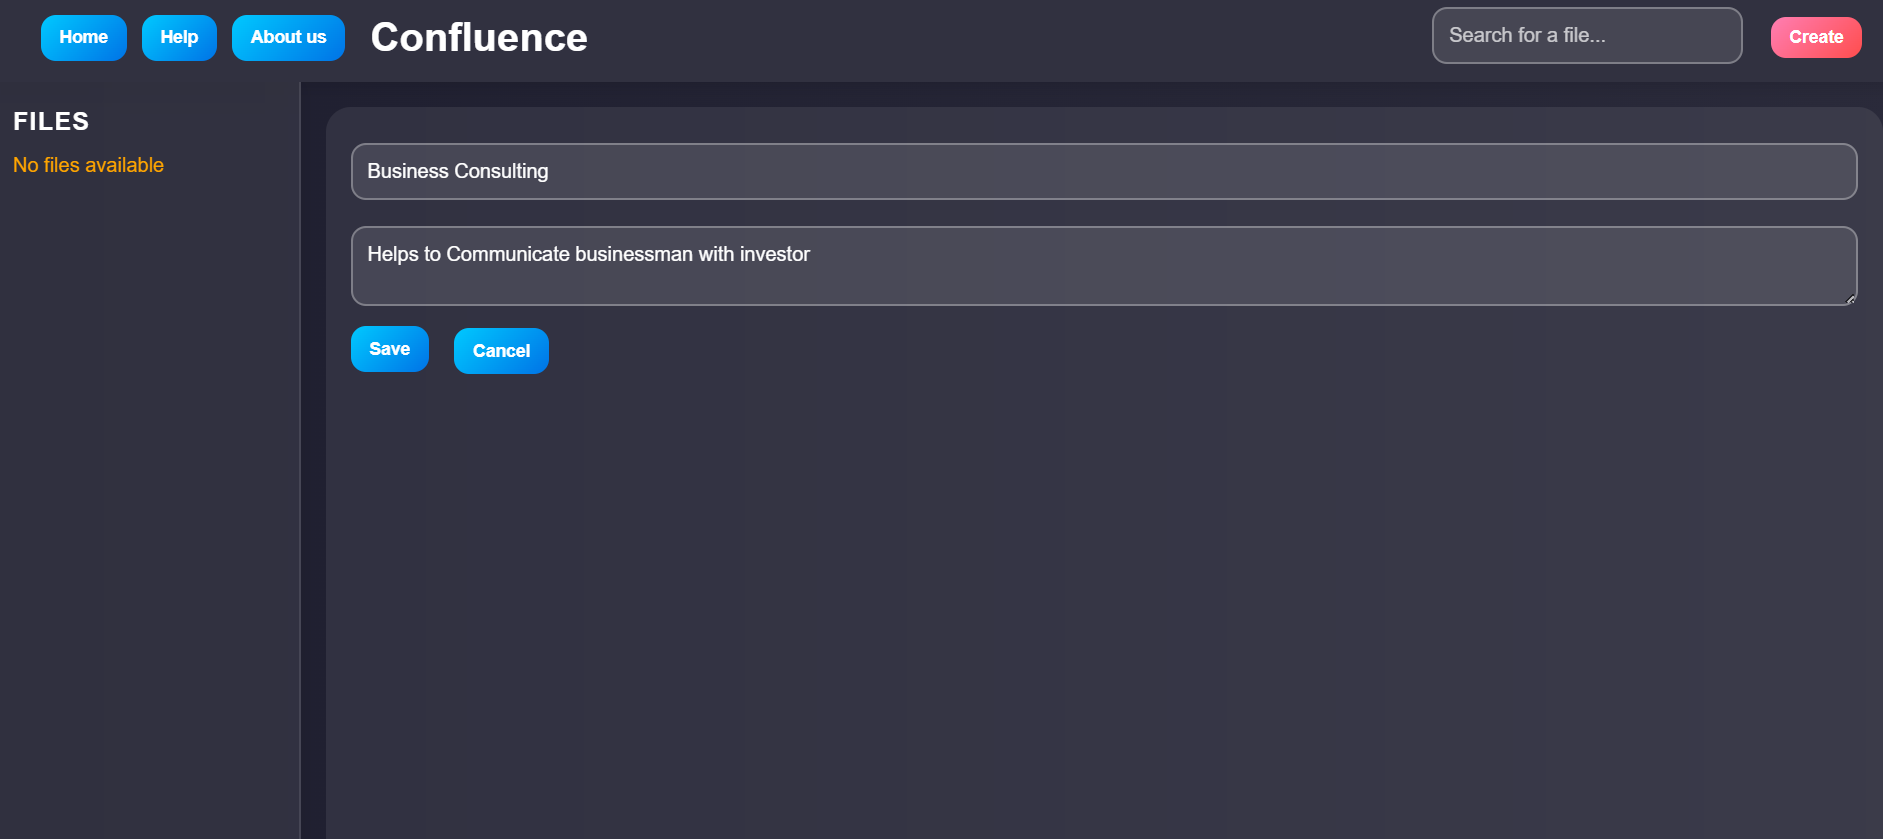 Home Help About us Confluence Search for a file... Create
FILES
No files available
Business Consulting
Helps to Communicate businessman with investor
Save Cancel